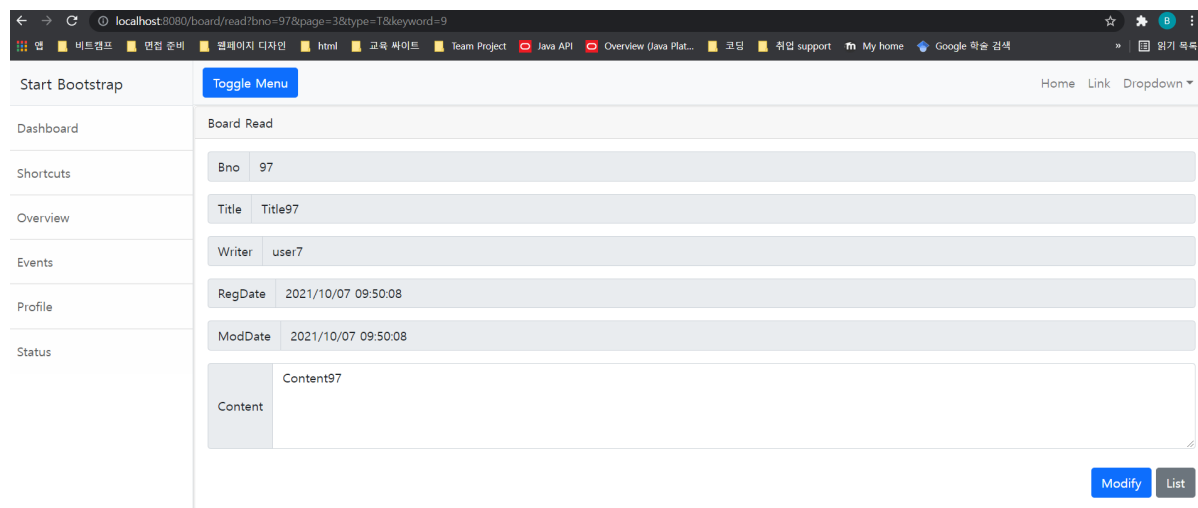 localhost:8080/board/read?bno=97&page=3&type=T&keyword=9
B
앱 비트캠프 면접 준비 웹페이지 디자인 html 교육 싸이트 Team Project Java API Overview (Java Plat... 코딩 취업 support m My home Google 학술 검색 » 읽기 목록
Start Bootstrap Toggle Menu Home Link Dropdown
Dashboard
Shortcuts
Overview
Events
Profile
Status
Board Read
Bno 97
Title Title97
Writer user7
RegDate 2021/10/07 09:50:08
ModDate 2021/10/07 09:50:08
Content Content97
Modify List